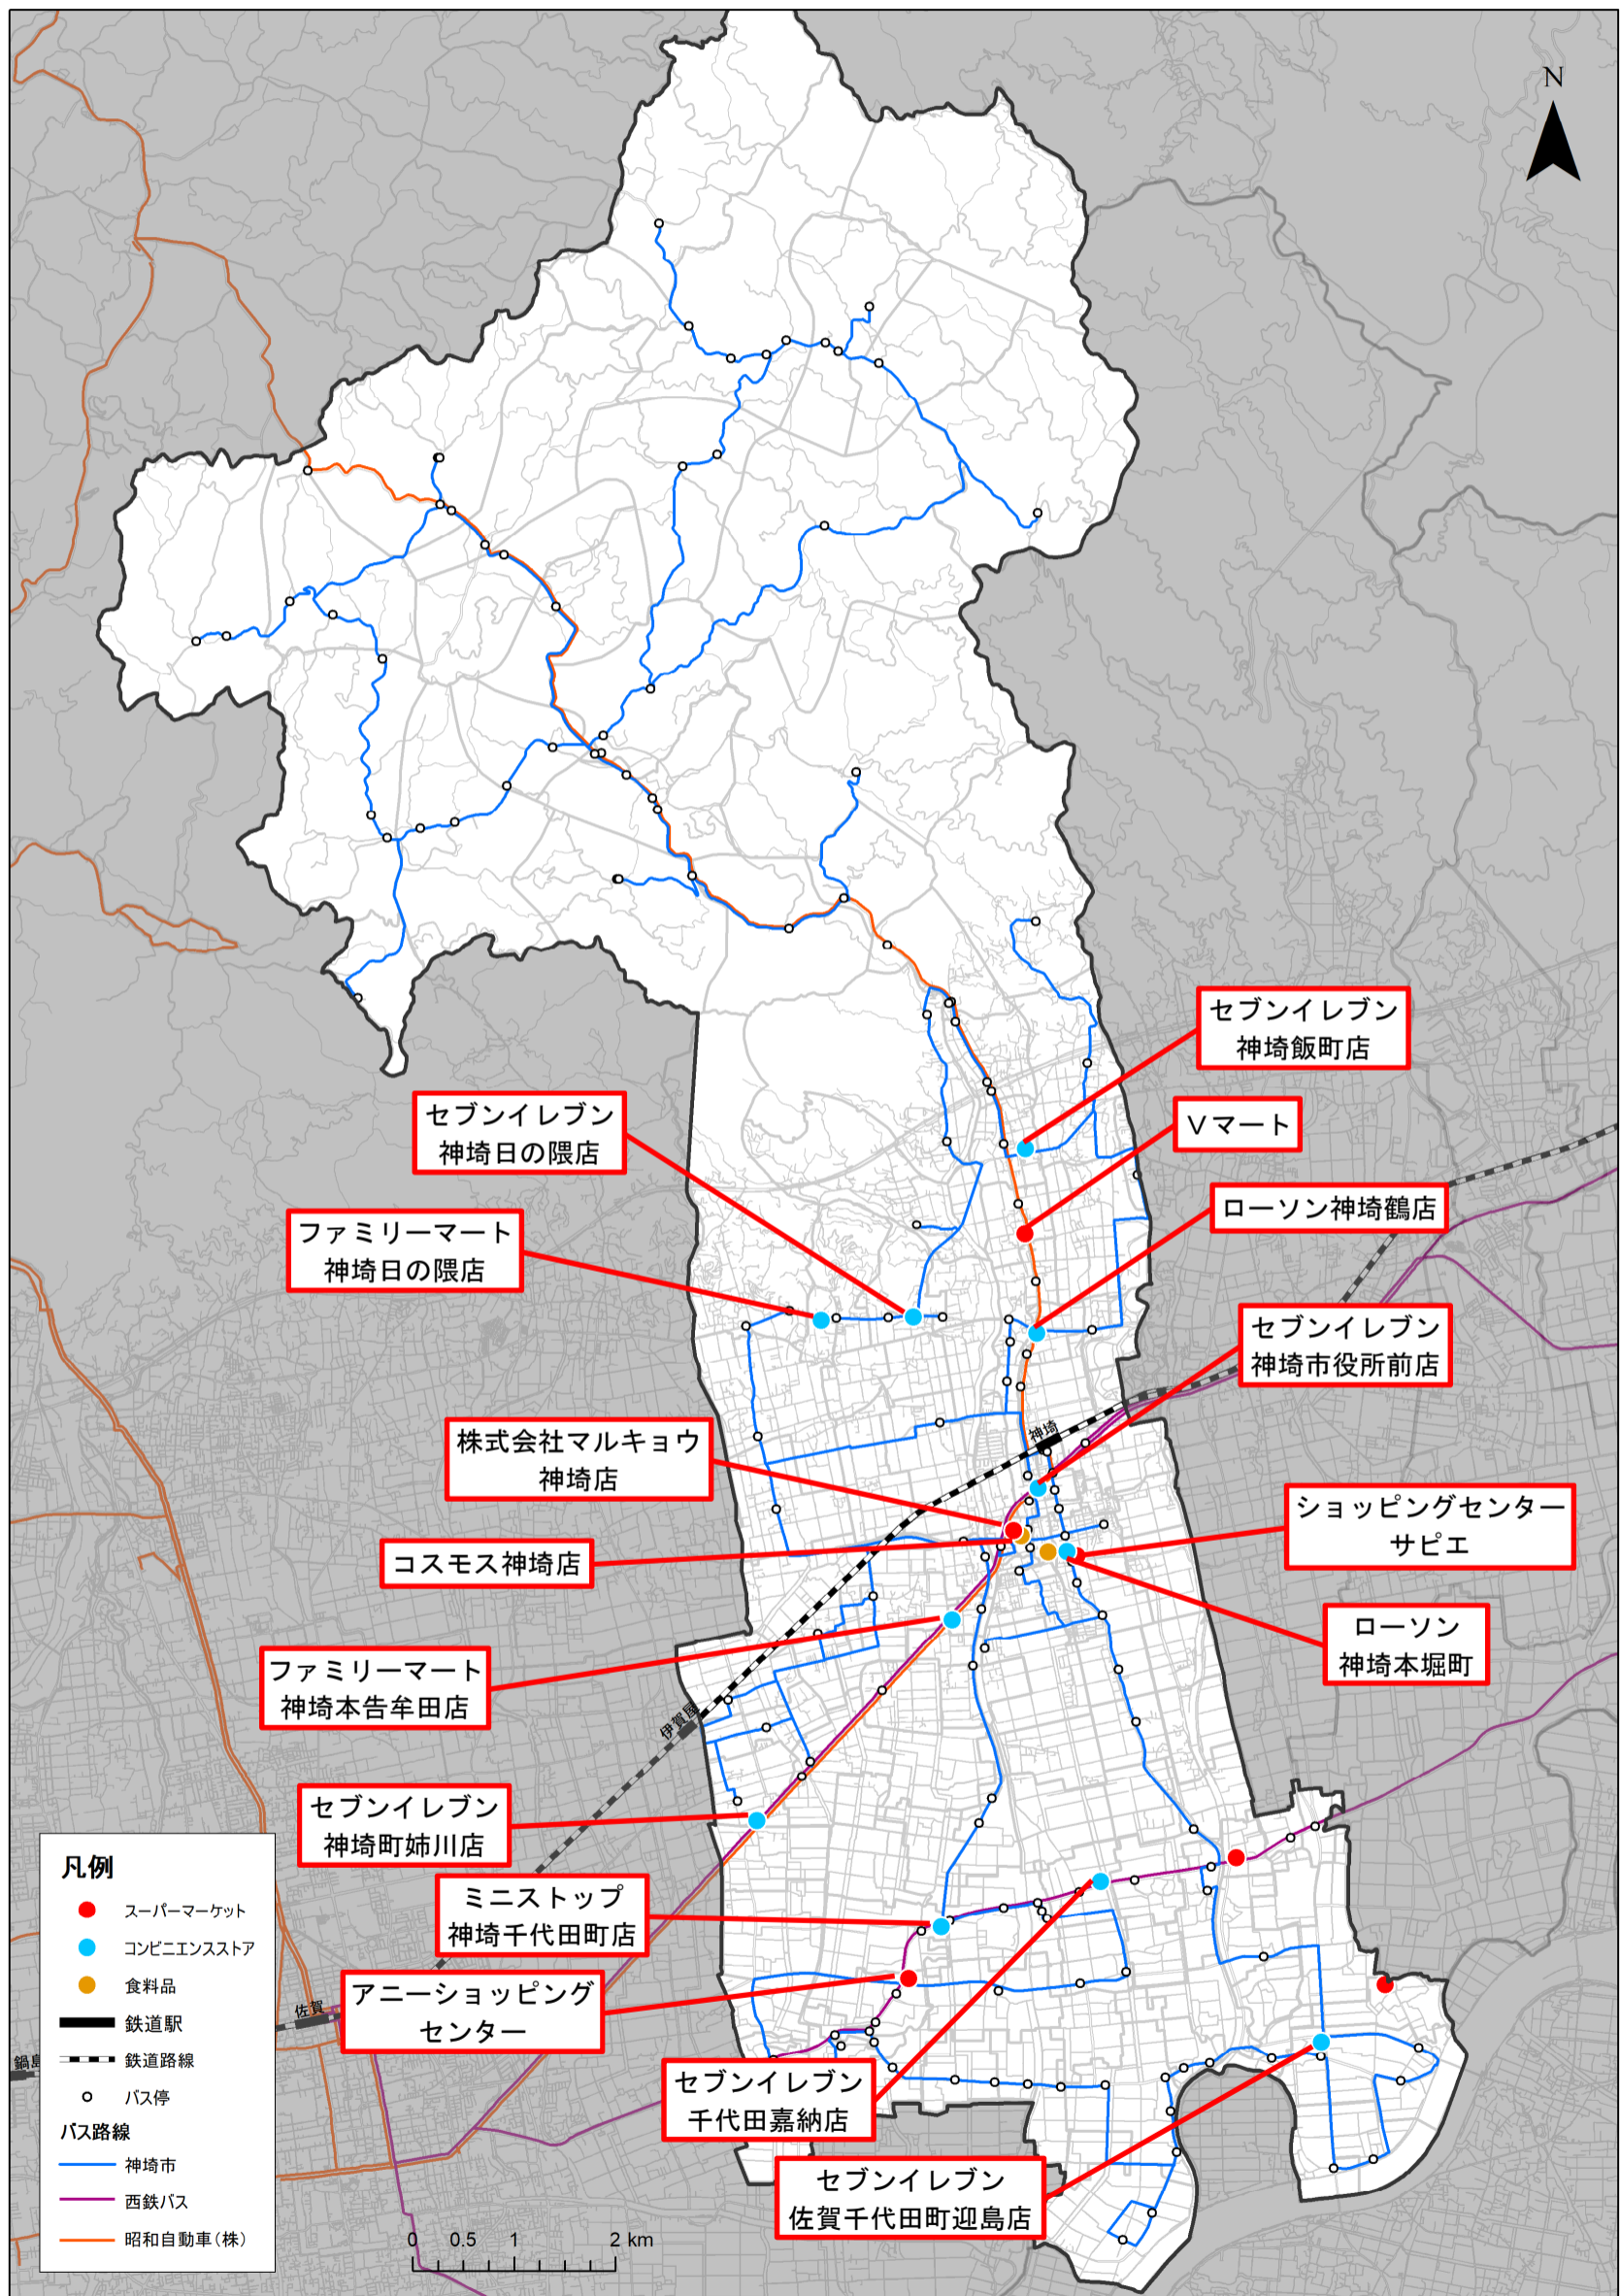 N
セブンイレブン
神埼飯町店
セブンイレブン
神埼日の隈店
Vマート
ローソン神埼鶴店
ファミリーマート
神埼日の隈店
セブンイレブン
神埼市役所前店
神埼
株式会社マルキョウ
神埼店
ショッピングセンター
サピエ
コスモス神埼店
ローソン
神埼本堀町
ファミリーマート
神埼本告牟田店
伊賀屋
セブンイレブン
神埼町姉川店
ミニストップ
神埼千代田町店
アニーショッピング
センター
佐賀
鍋島
セブンイレブン
千代田嘉納店
セブンイレブン
佐賀千代田町迎島店
凡例
スーパーマーケット
コンビニエンスストア
食料品
鉄道駅
鉄道路線
バス停
バス路線
神埼市
西鉄バス
昭和自動車(株)
0 0.5 1 2 km